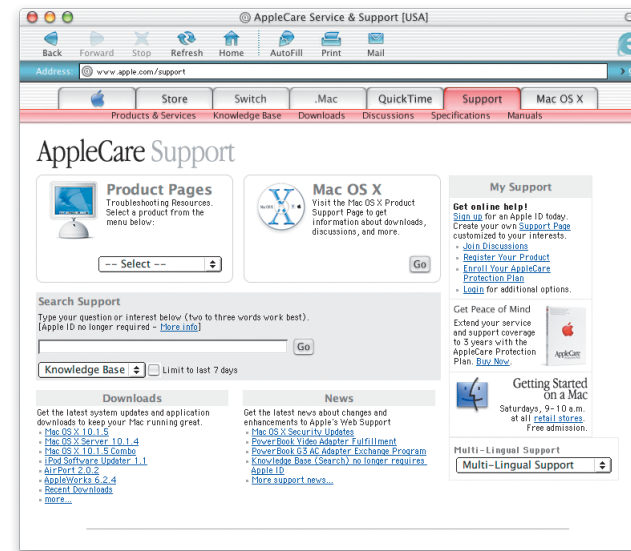 AppleCare Service & Support [USA]
Back Forward Stop Refresh Home AutoFill Print Mail
Address: www.apple.com/support
Store Switch .Mac QuickTime Support Mac OS X
Products & Services Knowledge Base Downloads Discussions Specifications Manuals
AppleCare Support
Product Pages
Troubleshooting Resources.
Select a product from the
menu below:
-- Select --
Mac OS X
Visit the Mac OS X Product
Support Page to get
information about downloads,
discussions, and more.
Go
My Support
Get online help!
Sign up for an Apple ID today.
Create your own Support Page
customized to your interests.
Join Discussions
Register Your Product
Enroll Your AppleCare
Protection Plan
Login for additional options.
Search Support
Type your question or interest below (two to three words work best).
[Apple ID no longer required - More info]
Go
Knowledge Base Limit to last 7 days
Get Peace of Mind
Extend your service
and support coverage
to 3 years with the
AppleCare Protection
Plan. Buy Now.
AppleCare
Getting Started
on a Mac
Saturdays, 9-10 a.m.
at all retail stores.
Free admission.
Multi-Lingual Support
Multi-Lingual Support
Downloads
Get the latest system updates and application
downloads to keep your Mac running great.
Mac OS X 10.1.5
Mac OS X Server 10.1.4
Mac OS X 10.1.5 Combo
iPod Software Updater 1.1
AirPort 2.0.2
AppleWorks 6.2.4
Recent Downloads
more...
News
Get the latest news about changes and
enhancements to Apple's Web Support
Mac OS X Security Updates
PowerBook Video Adapter Fulfillment
PowerBook G3 AC Adapter Exchange Program
Knowledge Base (Search) no longer requires
Apple ID
More support news...